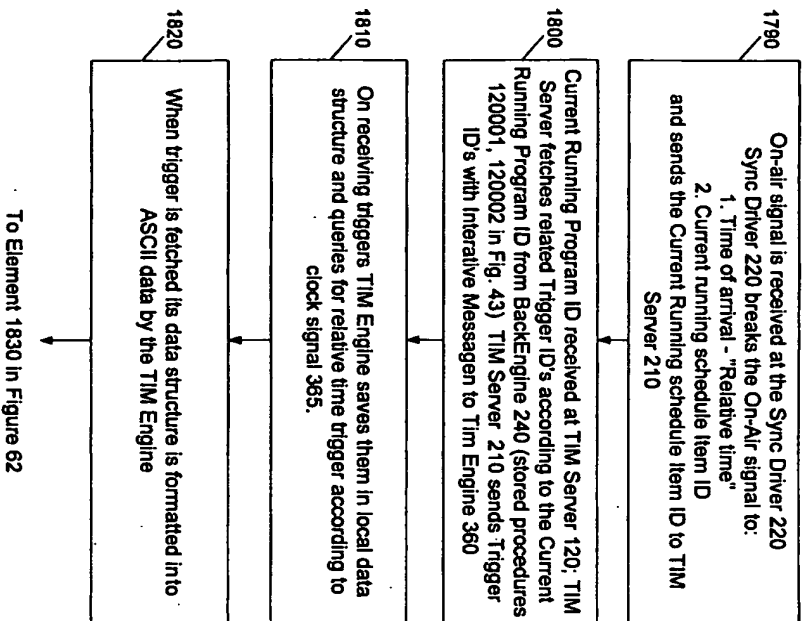 1790
On-air signal is received at the Sync Driver 220
Sync Driver 220 breaks the On-Air signal to:
1. Time of arrival - "Relative time"
2. Current running schedule Item ID
and sends the Current Running schedule Item ID to TIM
Server 210
1800
Current Running Program ID received at TIM Server 120; TIM
Server fetches related Trigger ID's according to the Current
Running Program ID from BackEngine 240 (stored procedures
120001, 120002 in Fig. 43) TIM Server 210 sends Trigger
ID's with Interative Messagen to Tim Engine 360
1810
On receiving triggers TIM Engine saves them in local data
structure and queries for relative time trigger according to
clock signal 365.
1820
When trigger is fetched its data structure is formatted into
ASCII data by the TIM Engine
To Element 1830 in Figure 62